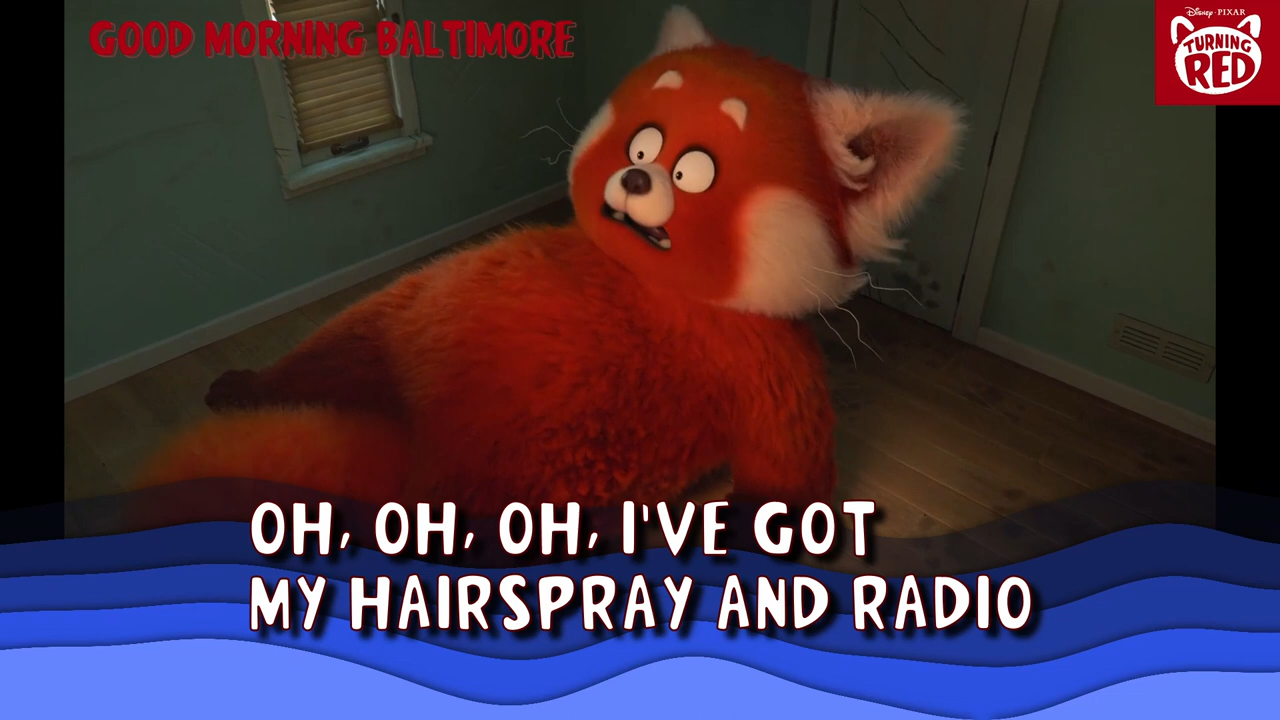 GOOD MORNING BALTIMORE
Disney · PIXAR
TURNING
RED
OH, OH, OH, I'VE GOT
MY HAIRSPRAY AND RADIO